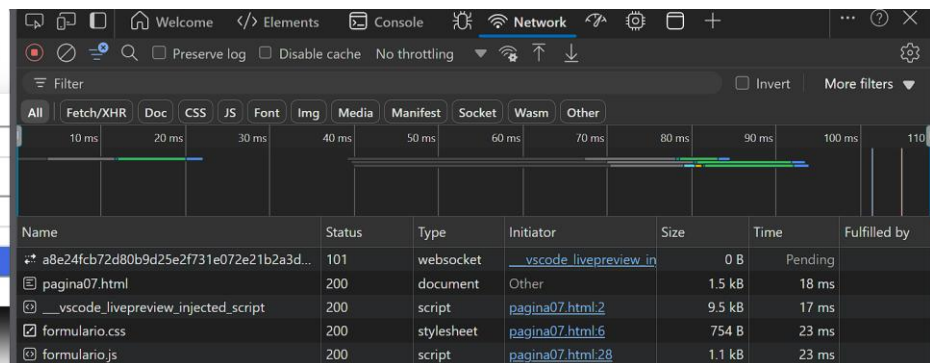 Welcome </> Elements Console Network
Preserve log Disable cache No throttling
Filter Invert More filters
All Fetch/XHR Doc CSS JS Font Img Media Manifest Socket Wasm Other
10 ms 20 ms 30 ms 40 ms 50 ms 60 ms 70 ms 80 ms 90 ms 100 ms 110
Name Status Type Initiator Size Time Fulfilled by
a8e24fcb72d80b9d25e2f731e072e21b2a3d... 101 websocket __vscode_livepreview_in 0 B Pending
pagina07.html 200 document Other 1.5 kB 18 ms
__vscode_livepreview_injected_script 200 script pagina07.html:2 9.5 kB 17 ms
formulario.css 200 stylesheet pagina07.html:6 754 B 23 ms
formulario.js 200 script pagina07.html:28 1.1 kB 23 ms